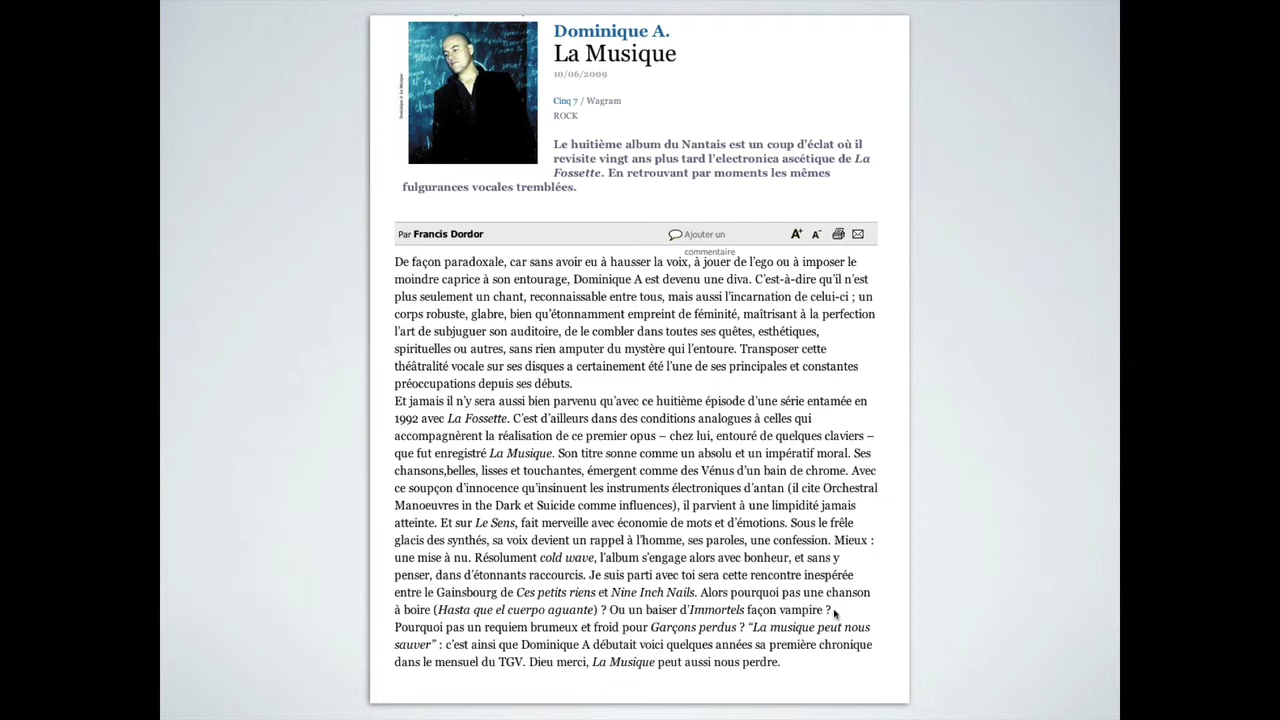 Dominique A.
La Musique
10/06/2009
Cinq 7 / Wagram
ROCK
Dominique A La Musique
Le huitième album du Nantais est un coup d'éclat où il
revisite vingt ans plus tard l'electronica ascétique de La
Fossette. En retrouvant par moments les mêmes
fulgurances vocales tremblées.
Par Francis Dordor
Ajouter un
commentaire
A+ A-
De façon paradoxale, car sans avoir eu à hausser la voix, à jouer de l'ego ou à imposer le
moindre caprice à son entourage, Dominique A est devenu une diva. C'est-à-dire qu'il n'est
plus seulement un chant, reconnaissable entre tous, mais aussi l'incarnation de celui-ci ; un
corps robuste, glabre, bien qu'étonnamment empreint de féminité, maîtrisant à la perfection
l'art de subjuguer son auditoire, de le combler dans toutes ses quêtes, esthétiques,
spirituelles ou autres, sans rien amputer du mystère qui l'entoure. Transposer cette
théâtralité vocale sur ses disques a certainement été l'une de ses principales et constantes
préoccupations depuis ses débuts.
Et jamais il n'y sera aussi bien parvenu qu'avec ce huitième épisode d'une série entamée en
1992 avec La Fossette. C'est d'ailleurs dans des conditions analogues à celles qui
accompagnèrent la réalisation de ce premier opus – chez lui, entouré de quelques claviers –
que fut enregistré La Musique. Son titre sonne comme un absolu et un impératif moral. Ses
chansons,belles, lisses et touchantes, émergent comme des Vénus d'un bain de chrome. Avec
ce soupçon d'innocence qu'insinuent les instruments électroniques d'antan (il cite Orchestral
Manoeuvres in the Dark et Suicide comme influences), il parvient à une limpidité jamais
atteinte. Et sur Le Sens, fait merveille avec économie de mots et d'émotions. Sous le frêle
glacis des synthés, sa voix devient un rappel à l'homme, ses paroles, une confession. Mieux :
une mise à nu. Résolument cold wave, l'album s'engage alors avec bonheur, et sans y
penser, dans d'étonnants raccourcis. Je suis parti avec toi sera cette rencontre inespérée
entre le Gainsbourg de Ces petits riens et Nine Inch Nails. Alors pourquoi pas une chanson
à boire (Hasta que el cuerpo aguante) ? Ou un baiser d'Immortels façon vampire ?
Pourquoi pas un requiem brumeux et froid pour Garçons perdus ? “La musique peut nous
sauver” : c'est ainsi que Dominique A débutait voici quelques années sa première chronique
dans le mensuel du TGV. Dieu merci, La Musique peut aussi nous perdre.